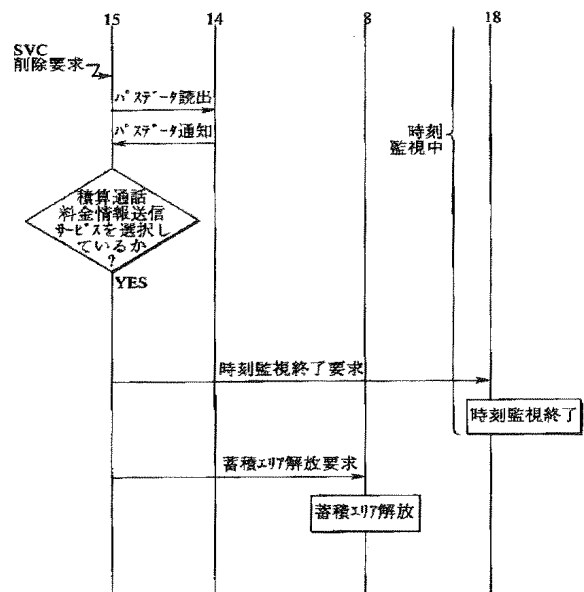 15
14
8
18
SVC
削除要求
パスデータ読出
パスデータ通知
時刻
監視中
積算通話
料金情報送信
サービスを選択し
ているか
?
YES
時刻監視終了要求
時刻監視終了
蓄積エリア解放要求
蓄積エリア解放